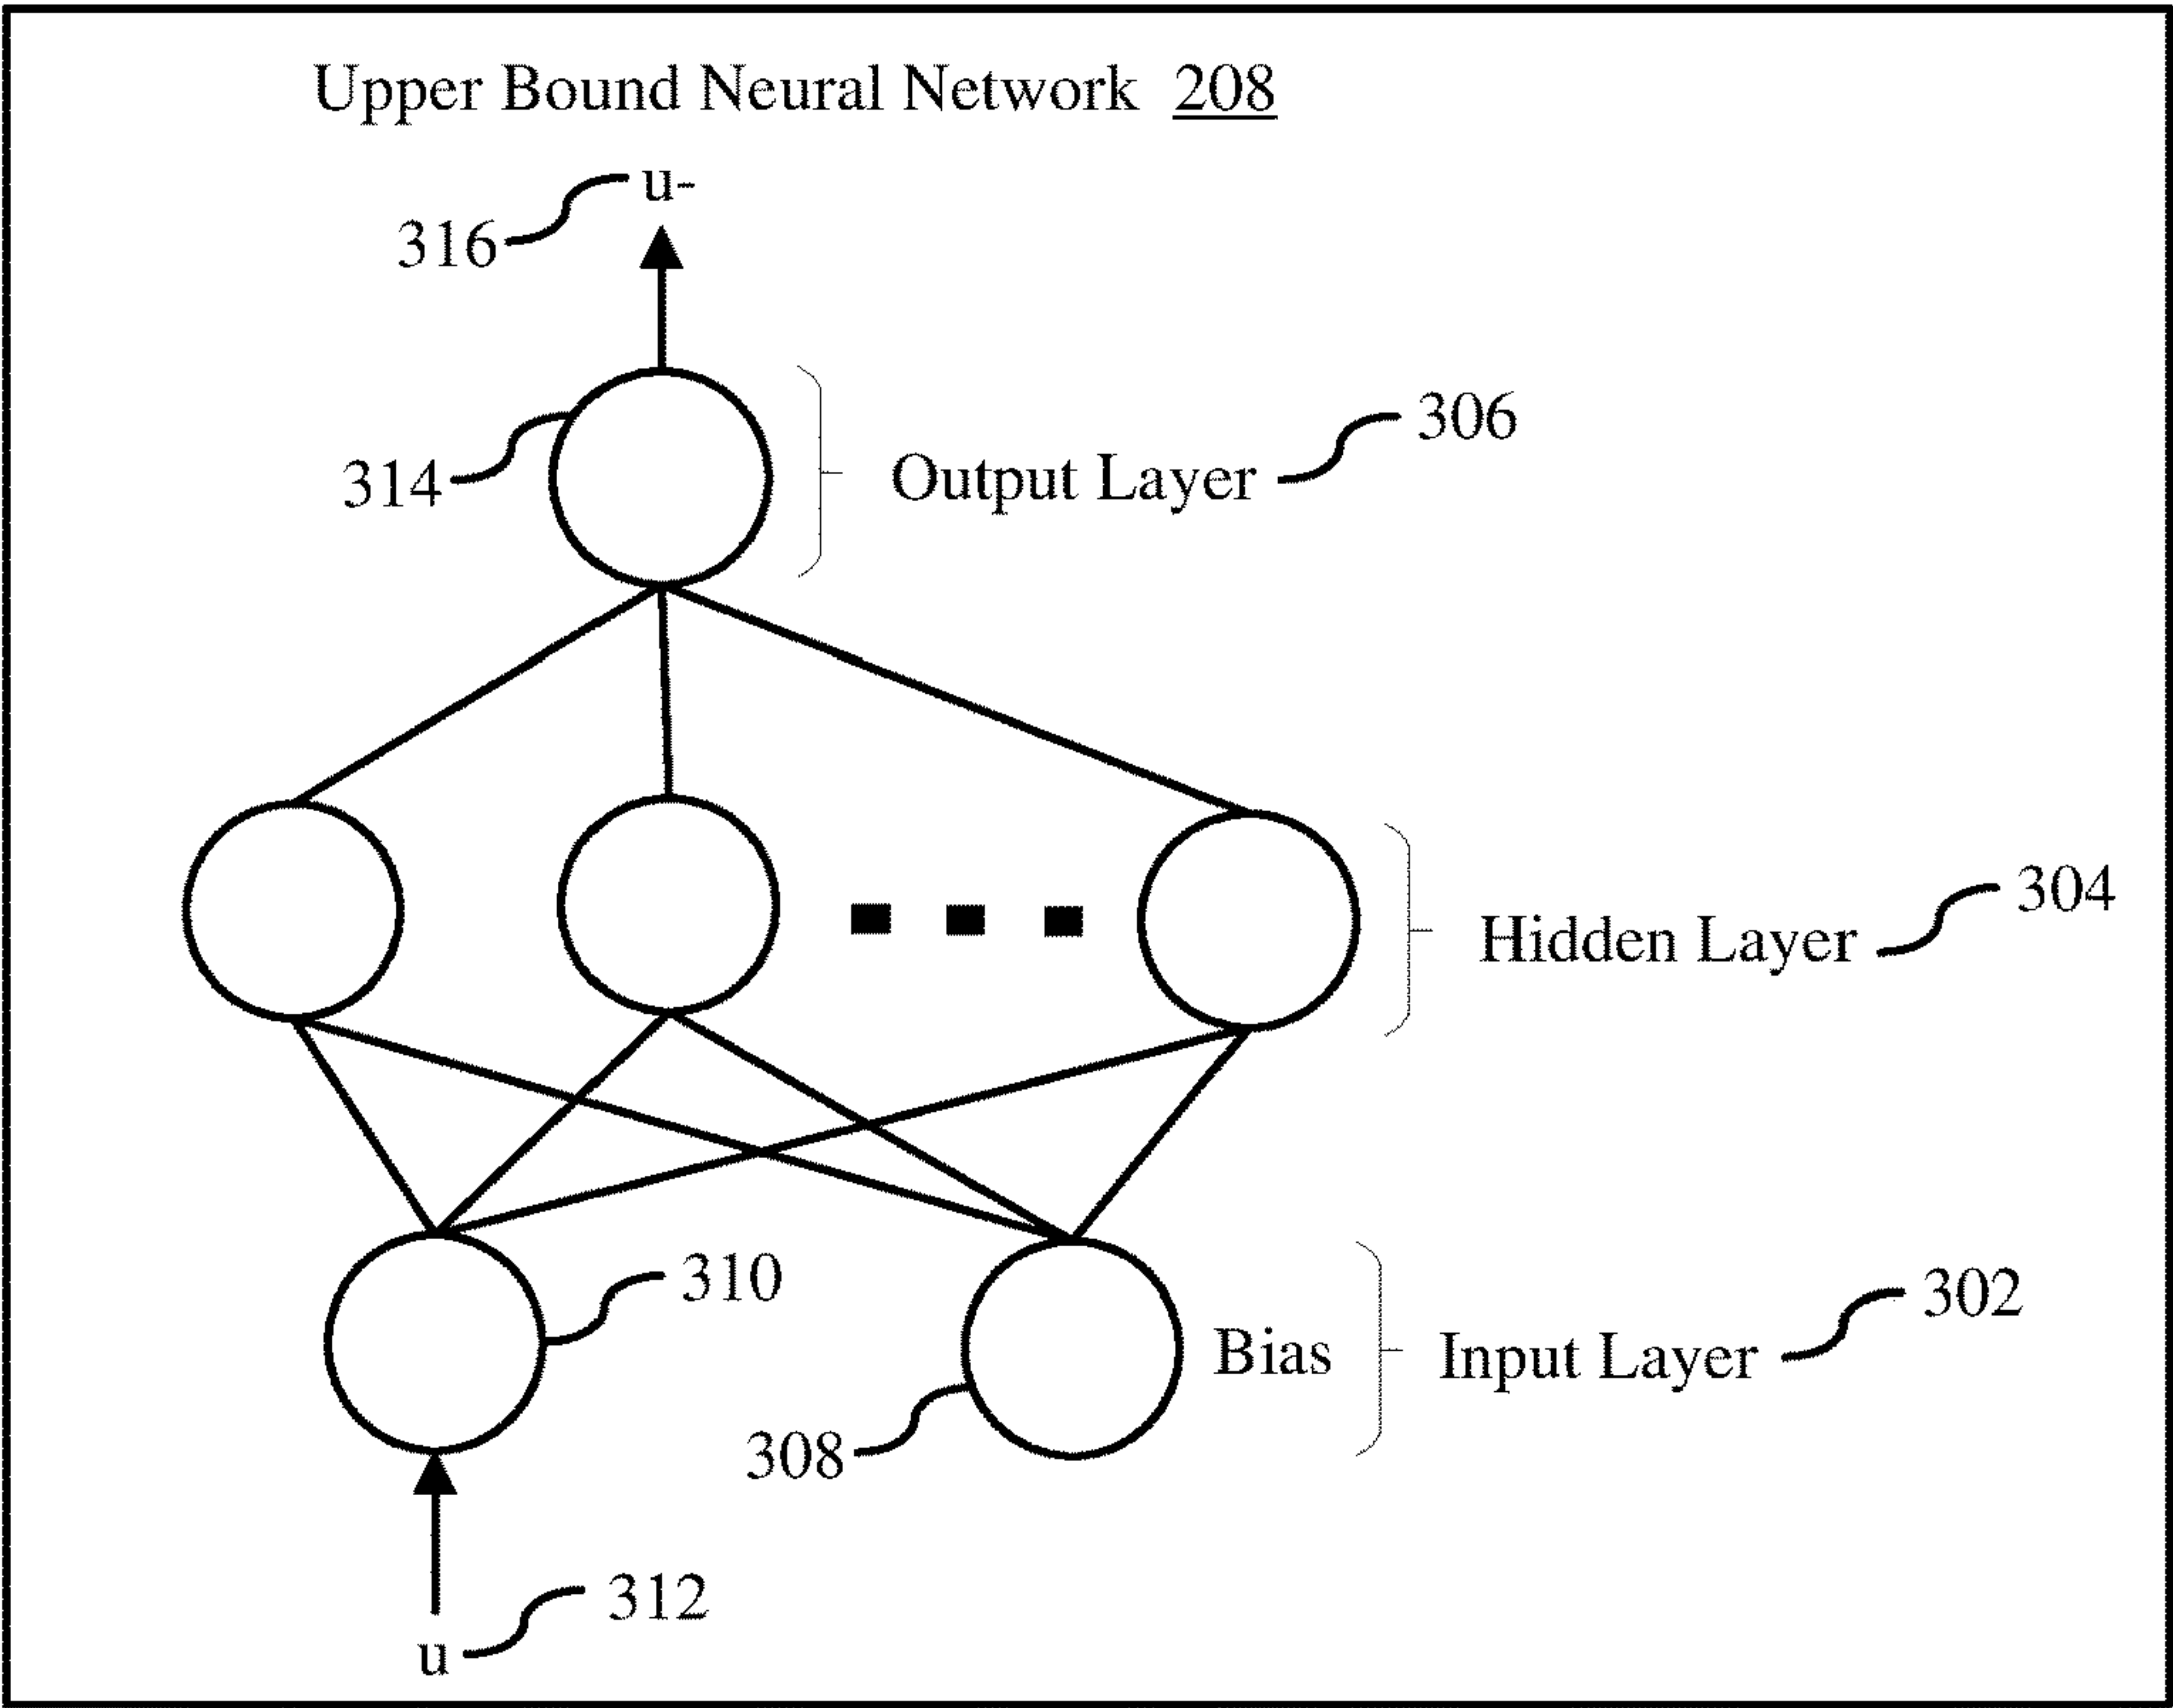 Upper Bound Neural Network 208
u-
316
306
314
Output Layer
304
Hidden Layer
310
302
Bias
Input Layer
308
312
u